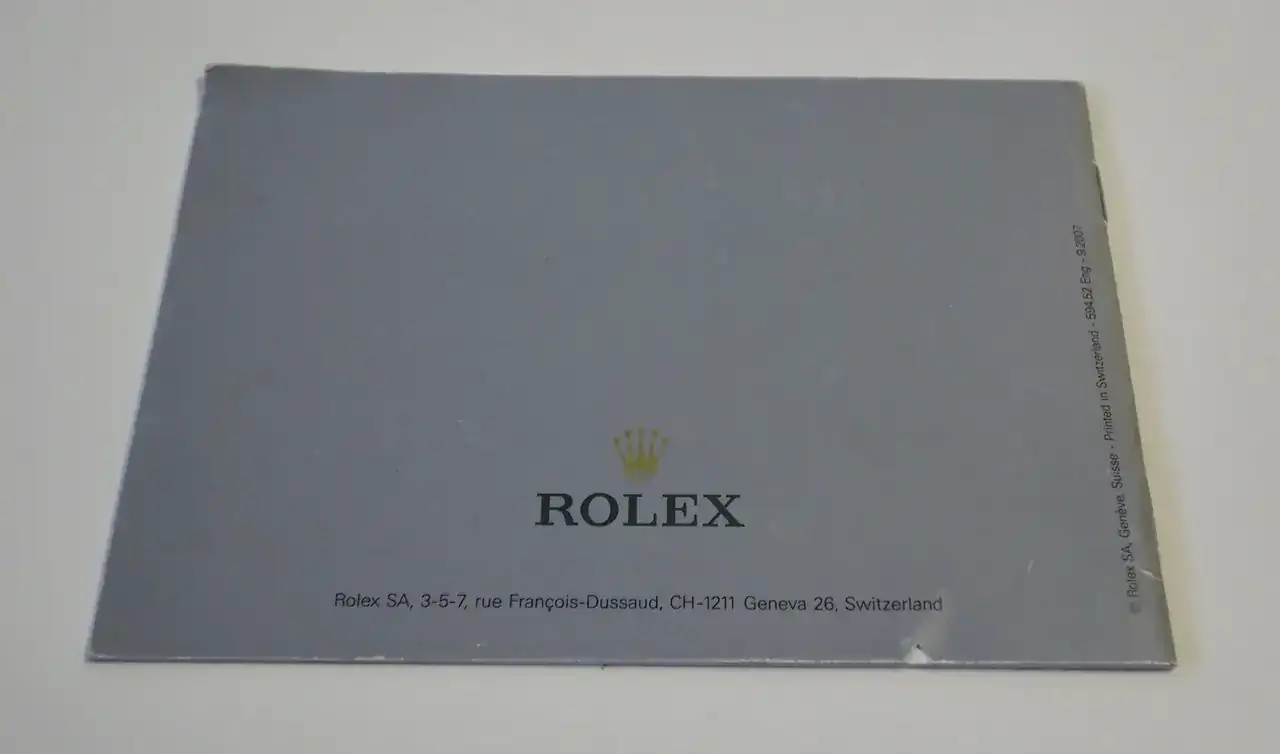 ROLEX
Rolex SA, 3-5-7, rue François-Dussaud, CH-1211 Geneva 26, Switzerland
© Rolex SA, Genève, Suisse - Printed in Switzerland - 594.52 Eng - 9.2007